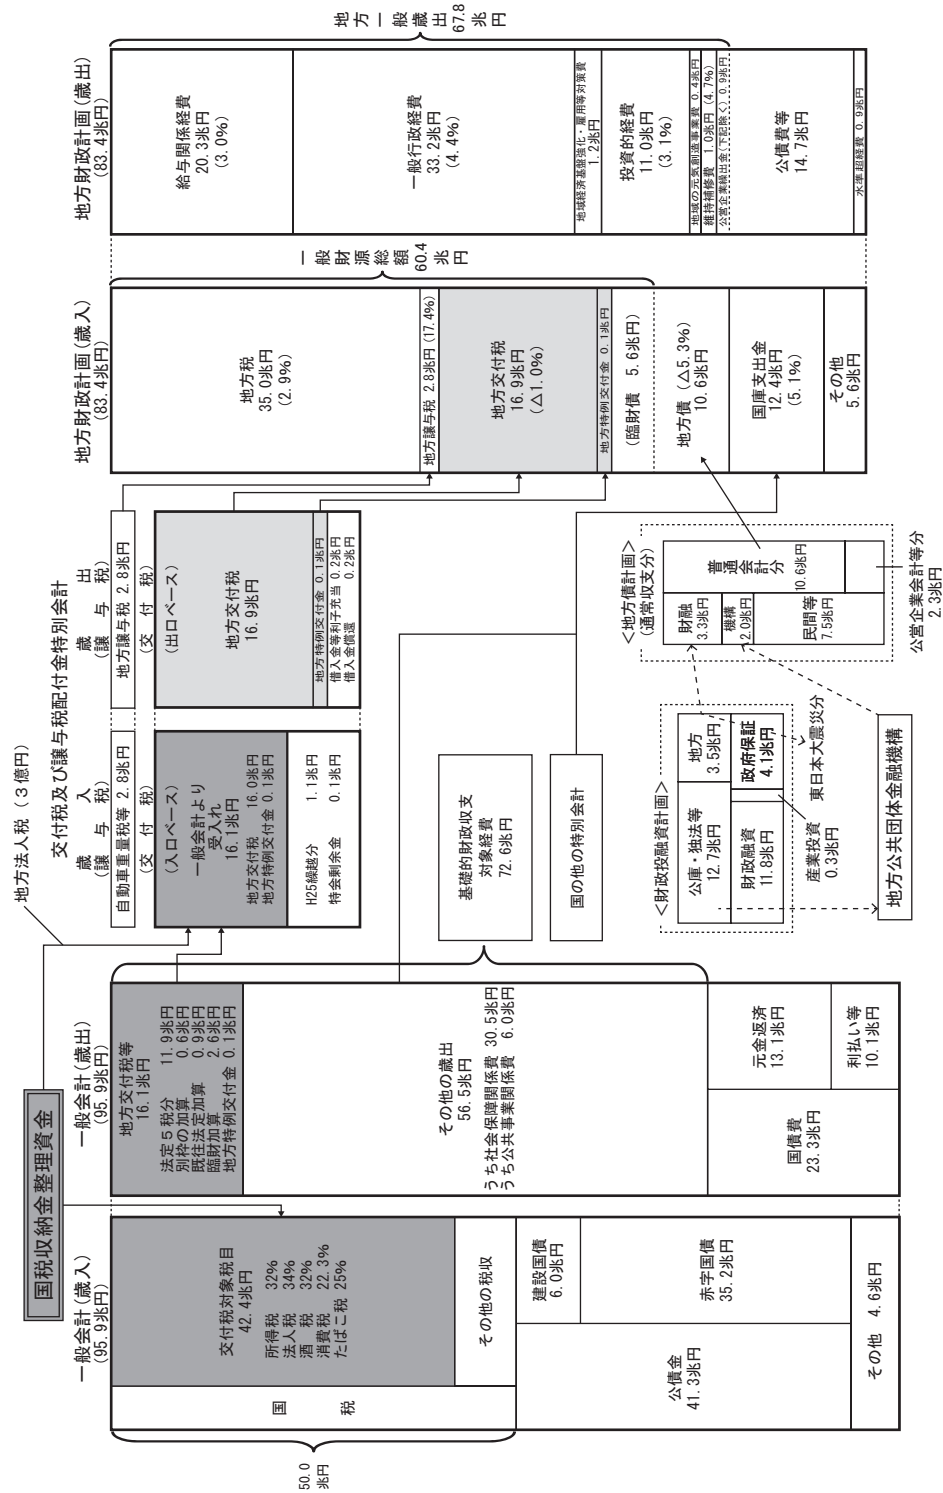 国税収納金整理資金
地方法人税(3億円)
一般会計(歳入)
(95.9兆円)
50.0
兆円
国税
交付税対象税目
42.4兆円
所得税 32%
法人税 34%
酒税 32%
消費税 22.3%
たばこ税 25%
その他の税収
公債金
41.3兆円
建設国債
6.0兆円
赤字国債
35.2兆円
その他 4.6兆円
一般会計(歳出)
(95.9兆円)
地方交付税等
16.1兆円
法定5税分 11.9兆円
別枠の加算 0.6兆円
既往法定加算 0.9兆円
臨財加算 2.6兆円
地方特例交付金 0.1兆円
その他の歳出
56.5兆円
うち社会保障関係費 30.5兆円
うち公共事業関係費 6.0兆円
国債費
23.3兆円
元金返済
13.1兆円
利払い等
10.1兆円
交付税及び譲与税配付金特別会計
歳入
(譲与税)
自動車重量税等 2.8兆円
(交付税)
(入口ベース)
一般会計より
受入れ
16.1兆円
地方交付税 16.0兆円
地方特例交付金 0.1兆円
H25繰越分 1.1兆円
特会剰余金 0.1兆円
歳出
(譲与税)
地方譲与税 2.8兆円
(交付税)
(出口ベース)
地方交付税
16.9兆円
地方特例交付金 0.1兆円
借入金等利子充当 0.2兆円
借入金償還 0.2兆円
基礎的財政収支
対象経費
72.6兆円
国の他の特別会計
<財政投融資計画>
公庫・独法等
12.7兆円
地方
3.5兆円
財政融資
11.8兆円
政府保証
4.1兆円
産業投資
0.3兆円
東日本大震災分
地方公共団体金融機構
<地方債計画>
(通常収支分)
財融
3.3兆円
機構
2.0兆円
民間等
7.5兆円
普通会計分
10.6兆円
公営企業会計等分
2.3兆円
地方財政計画(歳入)
(83.4兆円)
地方税
35.0兆円
(2.9%)
地方譲与税 2.8兆円(17.4%)
地方交付税
16.9兆円
(△1.0%)
地方特例交付金 0.1兆円
(臨財債 5.6兆円)
地方債(△5.3%)
10.6兆円
国庫支出金
12.4兆円
(5.1%)
その他
5.6兆円
一般財源総額
60.4
兆円
地方財政計画(歳出)
(83.4兆円)
給与関係経費
20.3兆円
(3.0%)
一般行政経費
33.2兆円
(4.4%)
地域経済基盤強化・雇用等対策費
1.2兆円
投資的経費
11.0兆円
(3.1%)
地域の元気創造事業費 0.4兆円
維持補修費 1.0兆円(4.7%)
公営企業繰出金(下記除く)0.9兆円
公債費等
14.7兆円
水準超経費 0.9兆円
地方一般歳出
67.8
兆円